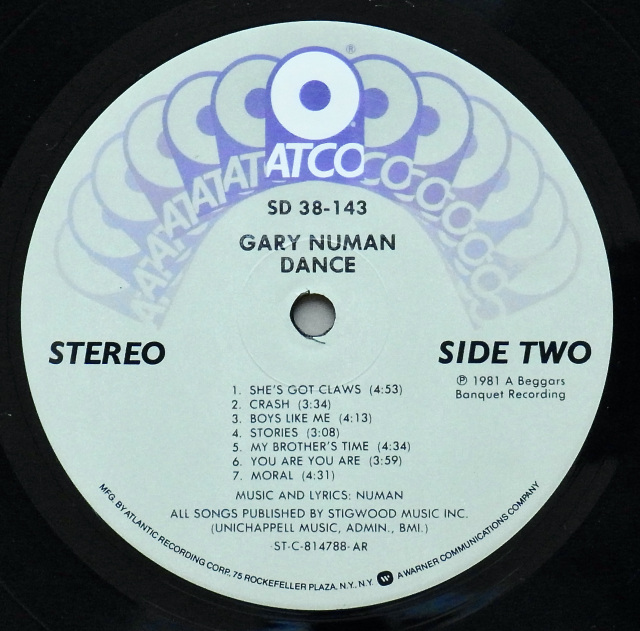 ATCO
®
SD 38-143
GARY NUMAN
DANCE
STEREO
SIDE TWO
℗ 1981 A Beggars
Banquet Recording
1. SHE'S GOT CLAWS (4:53)
2. CRASH (3:34)
3. BOYS LIKE ME (4:13)
4. STORIES (3:08)
5. MY BROTHER'S TIME (4:34)
6. YOU ARE YOU ARE (3:59)
7. MORAL (4:31)
MUSIC AND LYRICS: NUMAN
ALL SONGS PUBLISHED BY STIGWOOD MUSIC INC.
(UNICHAPPELL MUSIC, ADMIN., BMI.)
ST-C-814788-AR
MFG. BY ATLANTIC RECORDING CORP., 75 ROCKEFELLER PLAZA, N.Y., N.Y. A WARNER COMMUNICATIONS COMPANY